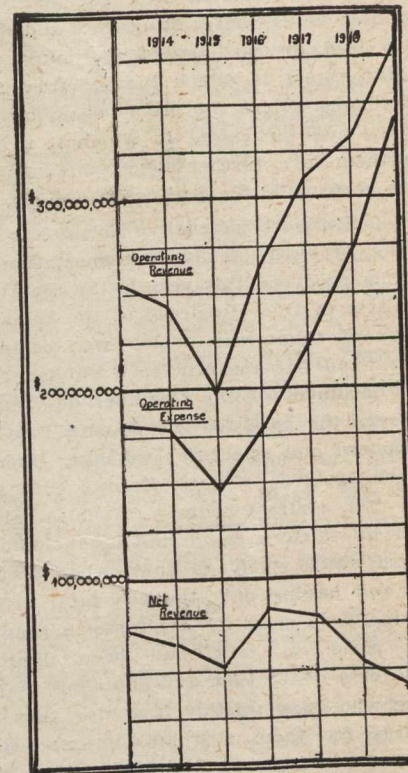 1914 1915 1916 1917 1918
$300,000,000
Operating
Revenue
$200,000,000
Operating
Expense
$100,000,000
Net
Revenue